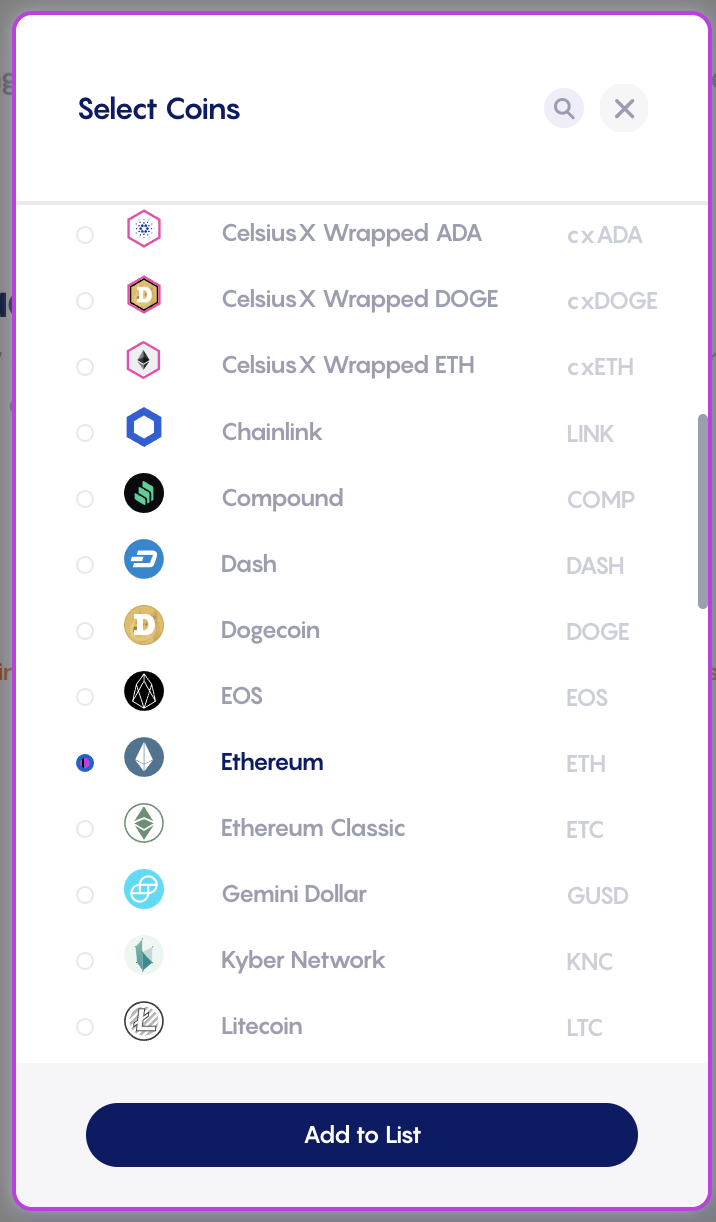 Select Coins
CelsiusX Wrapped ADA cxADA
CelsiusX Wrapped DOGE cxDOGE
CelsiusX Wrapped ETH cxETH
Chainlink LINK
Compound COMP
Dash DASH
Dogecoin DOGE
EOS EOS
Ethereum ETH
Ethereum Classic ETC
Gemini Dollar GUSD
Kyber Network KNC
Litecoin LTC
Add to List